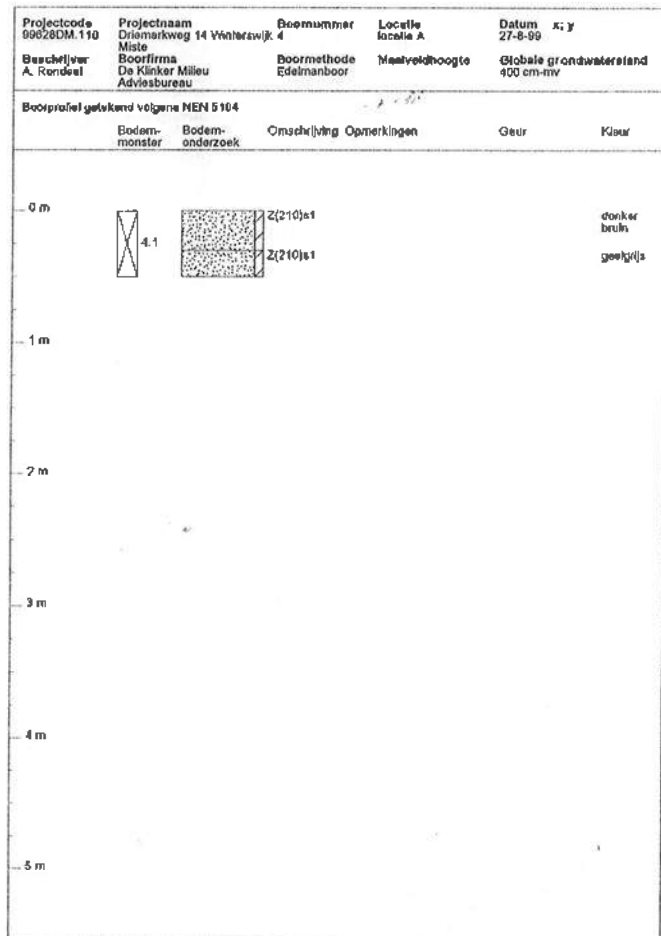 Projectcode Projectnaam Boornummer Locatie Datum x; y
99628DM.110 Driemarkweg 14 Winterswijk 4 locatie A 27-8-99
Miste
Beschrijver Boorfirma Boormethode Maaiveldhoogte Globale grondwaterstand
A. Rondeel De Klinker Milieu Edelmanboor 400 cm-mv
Adviesbureau
Boorprofiel getekend volgens NEN 5104
Bodem- Bodem- Omschrijving Opmerkingen Geur Kleur
monster onderzoek
0 m Z(210)s1 donker
bruin
4.1
Z(210)s1 geelgrijs
1 m
2 m
3 m
4 m
5 m